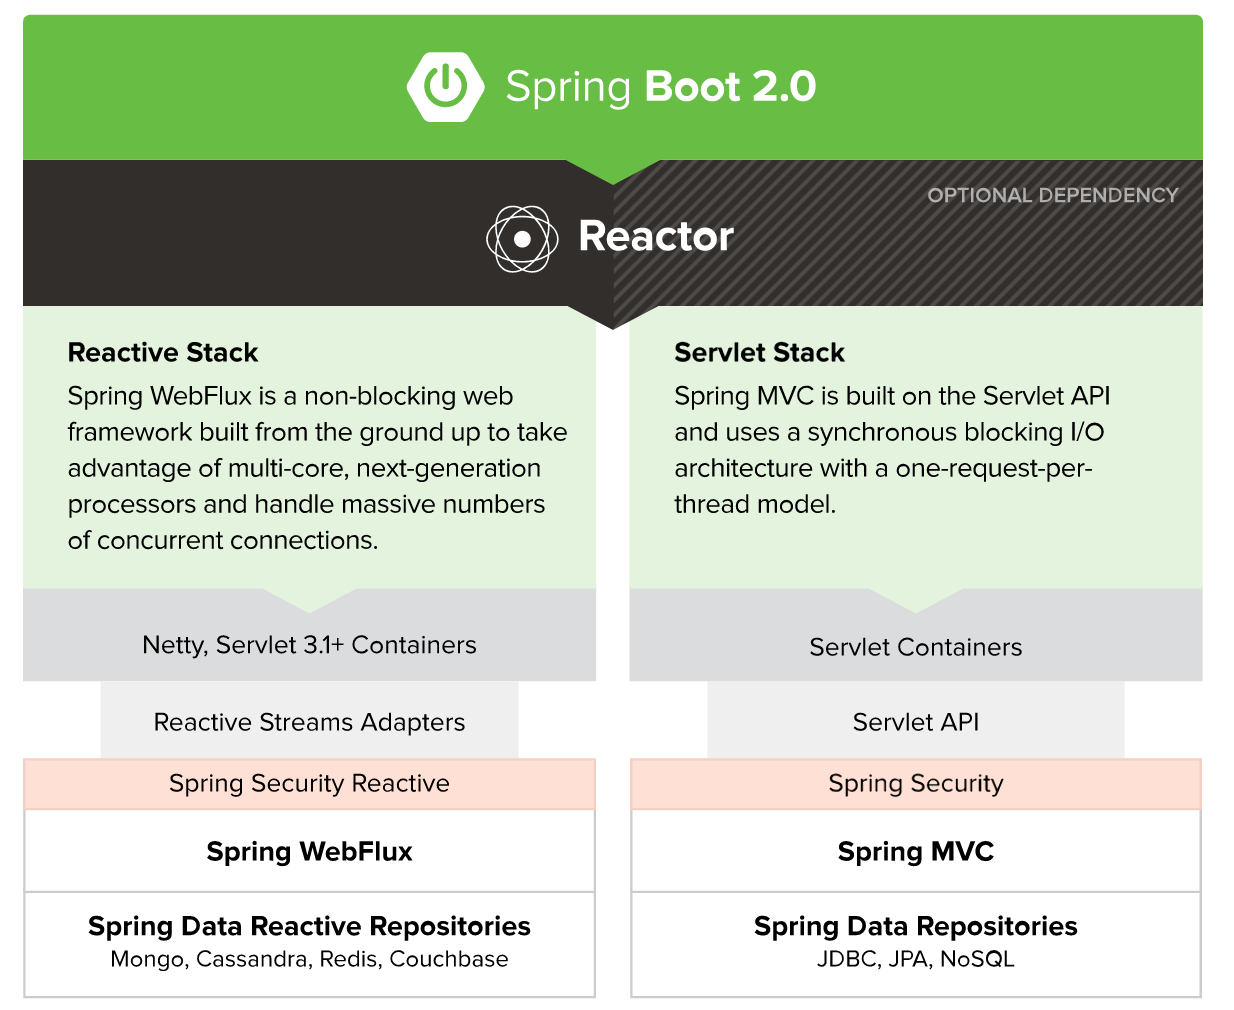 Spring Boot 2.0
OPTIONAL DEPENDENCY
Reactor
Reactive Stack
Spring WebFlux is a non-blocking web
framework built from the ground up to take
advantage of multi-core, next-generation
processors and handle massive numbers
of concurrent connections.
Netty, Servlet 3.1+ Containers
Reactive Streams Adapters
Spring Security Reactive
Spring WebFlux
Spring Data Reactive Repositories
Mongo, Cassandra, Redis, Couchbase
Servlet Stack
Spring MVC is built on the Servlet API
and uses a synchronous blocking I/O
architecture with a one-request-per-
thread model.
Servlet Containers
Servlet API
Spring Security
Spring MVC
Spring Data Repositories
JDBC, JPA, NoSQL